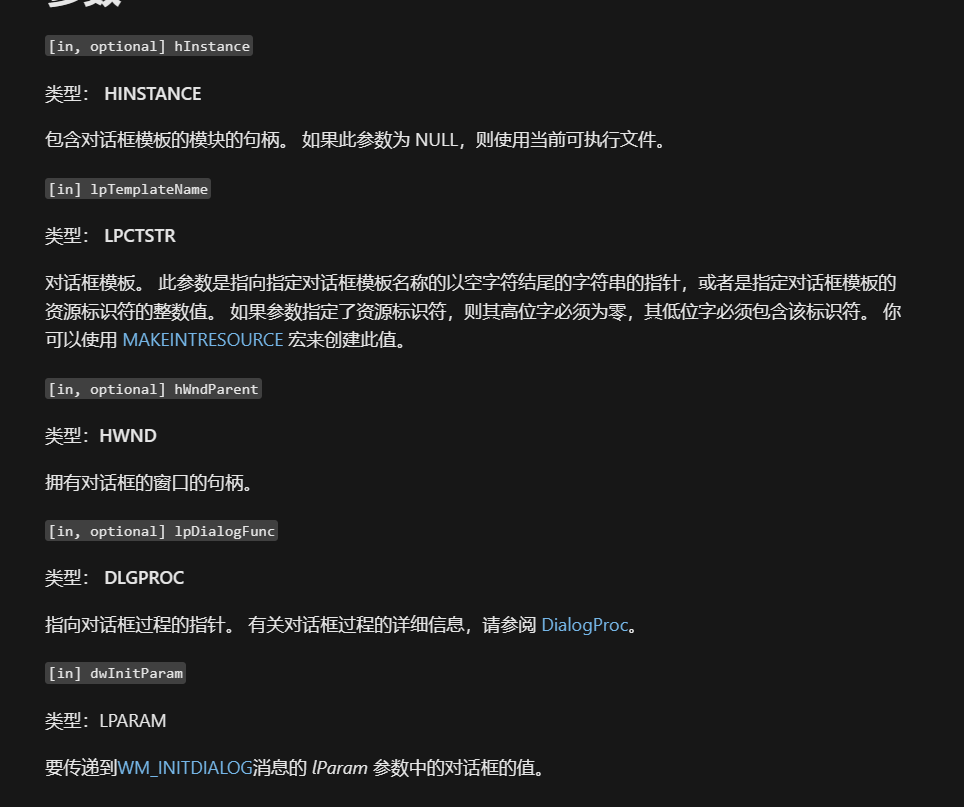 参数
[in, optional] hInstance
类型： HINSTANCE
包含对话框模板的模块的句柄。 如果此参数为 NULL，则使用当前可执行文件。
[in] lpTemplateName
类型： LPCTSTR
对话框模板。 此参数是指向指定对话框模板名称的以空字符结尾的字符串的指针，或者是指定对话框模板的
资源标识符的整数值。 如果参数指定了资源标识符，则其高位字必须为零，其低位字必须包含该标识符。 你
可以使用 MAKEINTRESOURCE 宏来创建此值。
[in, optional] hWndParent
类型：HWND
拥有对话框的窗口的句柄。
[in, optional] lpDialogFunc
类型： DLGPROC
指向对话框过程的指针。 有关对话框过程的详细信息，请参阅 DialogProc。
[in] dwInitParam
类型：LPARAM
要传递到WM_INITDIALOG消息的 lParam 参数中的对话框的值。